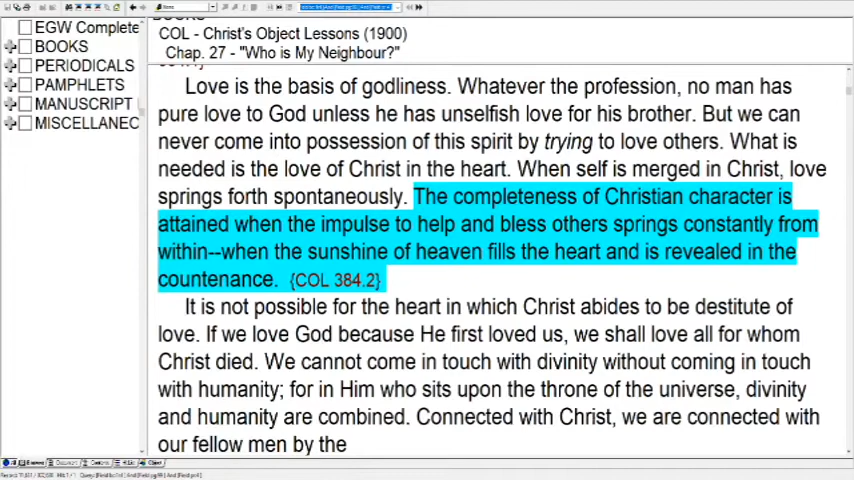 EGW Complete
BOOKS
PERIODICALS
PAMPHLETS
MANUSCRIPT
MISCELLANEC
COL - Christ's Object Lessons (1900)
Chap. 27 - "Who is My Neighbour?"
Love is the basis of godliness. Whatever the profession, no man has
pure love to God unless he has unselfish love for his brother. But we can
never come into possession of this spirit by trying to love others. What is
needed is the love of Christ in the heart. When self is merged in Christ, love
springs forth spontaneously. The completeness of Christian character is
attained when the impulse to help and bless others springs constantly from
within--when the sunshine of heaven fills the heart and is revealed in the
countenance. {COL 384.2}
It is not possible for the heart in which Christ abides to be destitute of
love. If we love God because He first loved us, we shall love all for whom
Christ died. We cannot come in touch with divinity without coming in touch
with humanity; for in Him who sits upon the throne of the universe, divinity
and humanity are combined. Connected with Christ, we are connected with
our fellow men by the